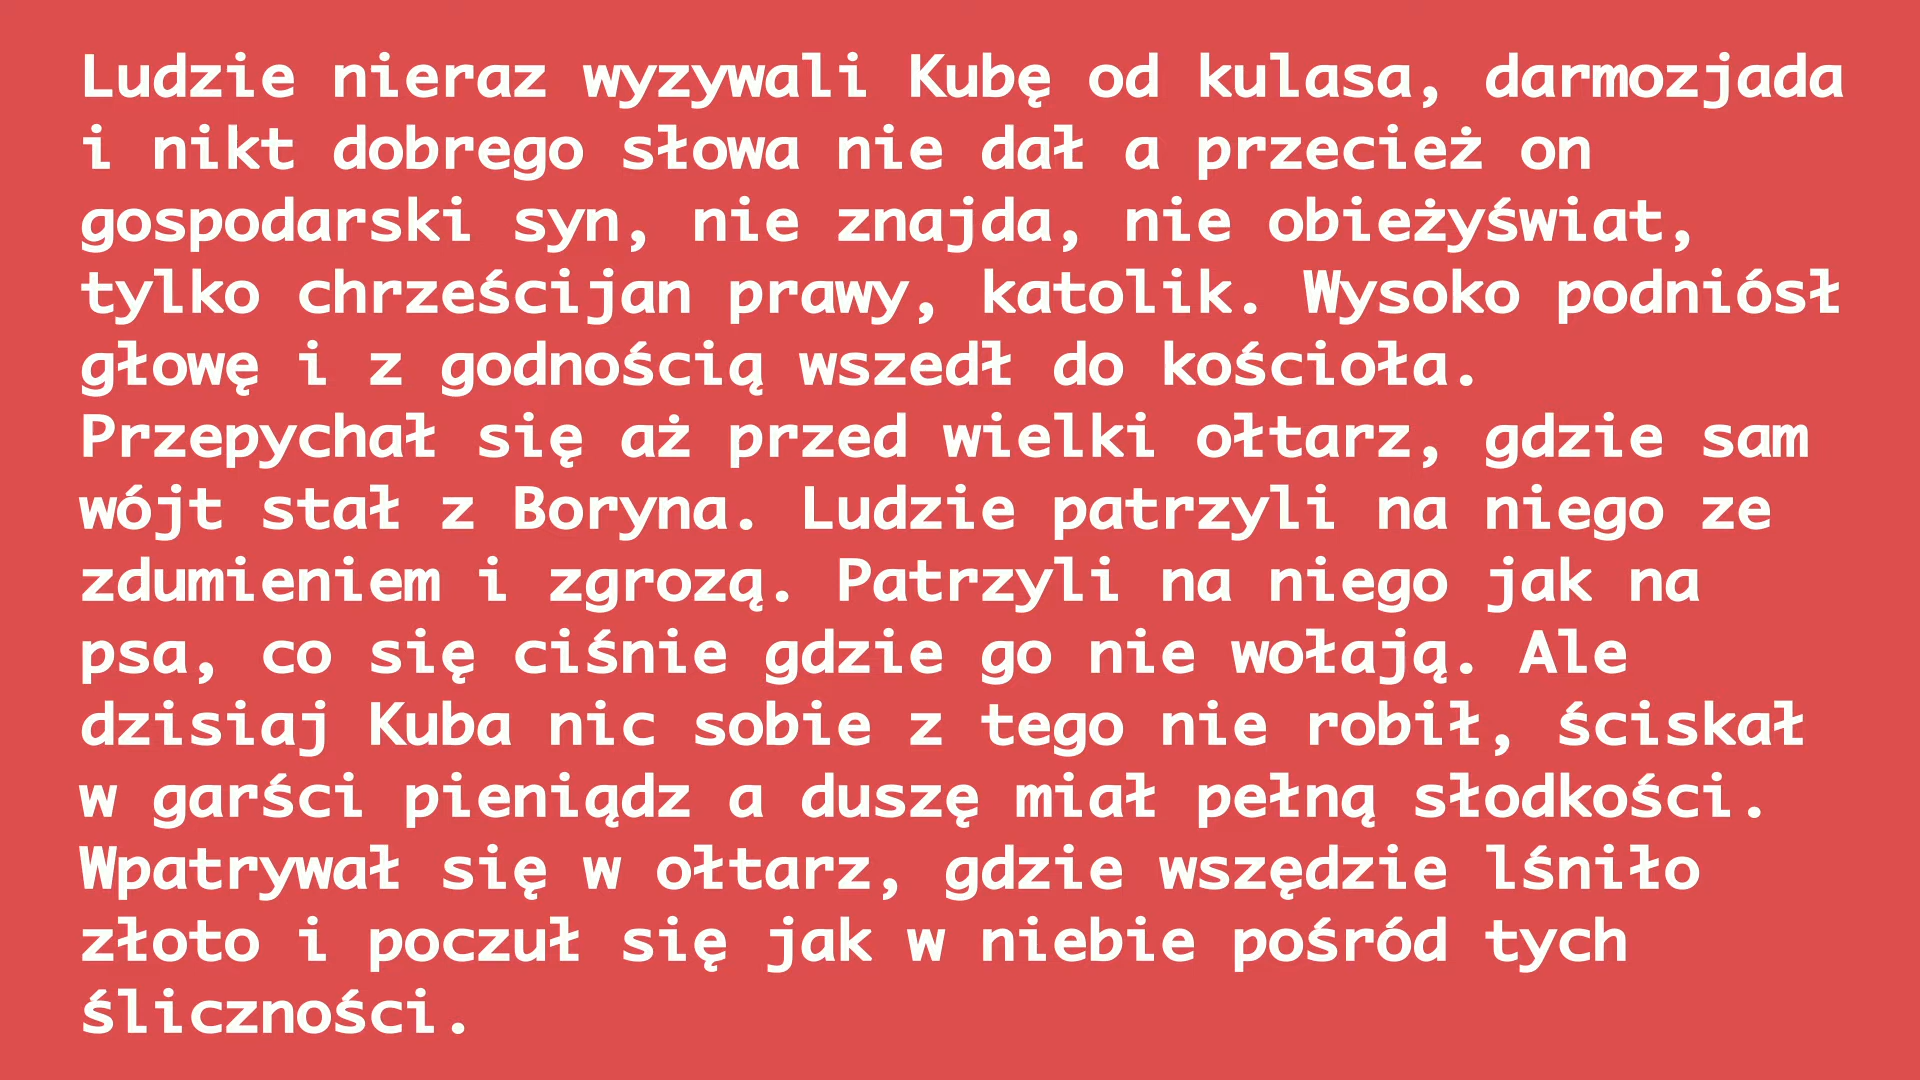 Ludzie nieraz wyzywali Kubę od kulasa, darmozjada
i nikt dobrego słowa nie dał a przecież on
gospodarski syn, nie znajda, nie obieżyświat,
tylko chrześcijan prawy, katolik. Wysoko podniósł
głowę i z godnością wszedł do kościoła.
Przepychał się aż przed wielki ołtarz, gdzie sam
wójt stał z Boryna. Ludzie patrzyli na niego ze
zdumieniem i zgrozą. Patrzyli na niego jak na
psa, co się ciśnie gdzie go nie wołają. Ale
dzisiaj Kuba nic sobie z tego nie robił, ściskał
w garści pieniądz a duszę miał pełną słodkości.
Wpatrywał się w ołtarz, gdzie wszędzie lśniło
złoto i poczuł się jak w niebie pośród tych
śliczności.